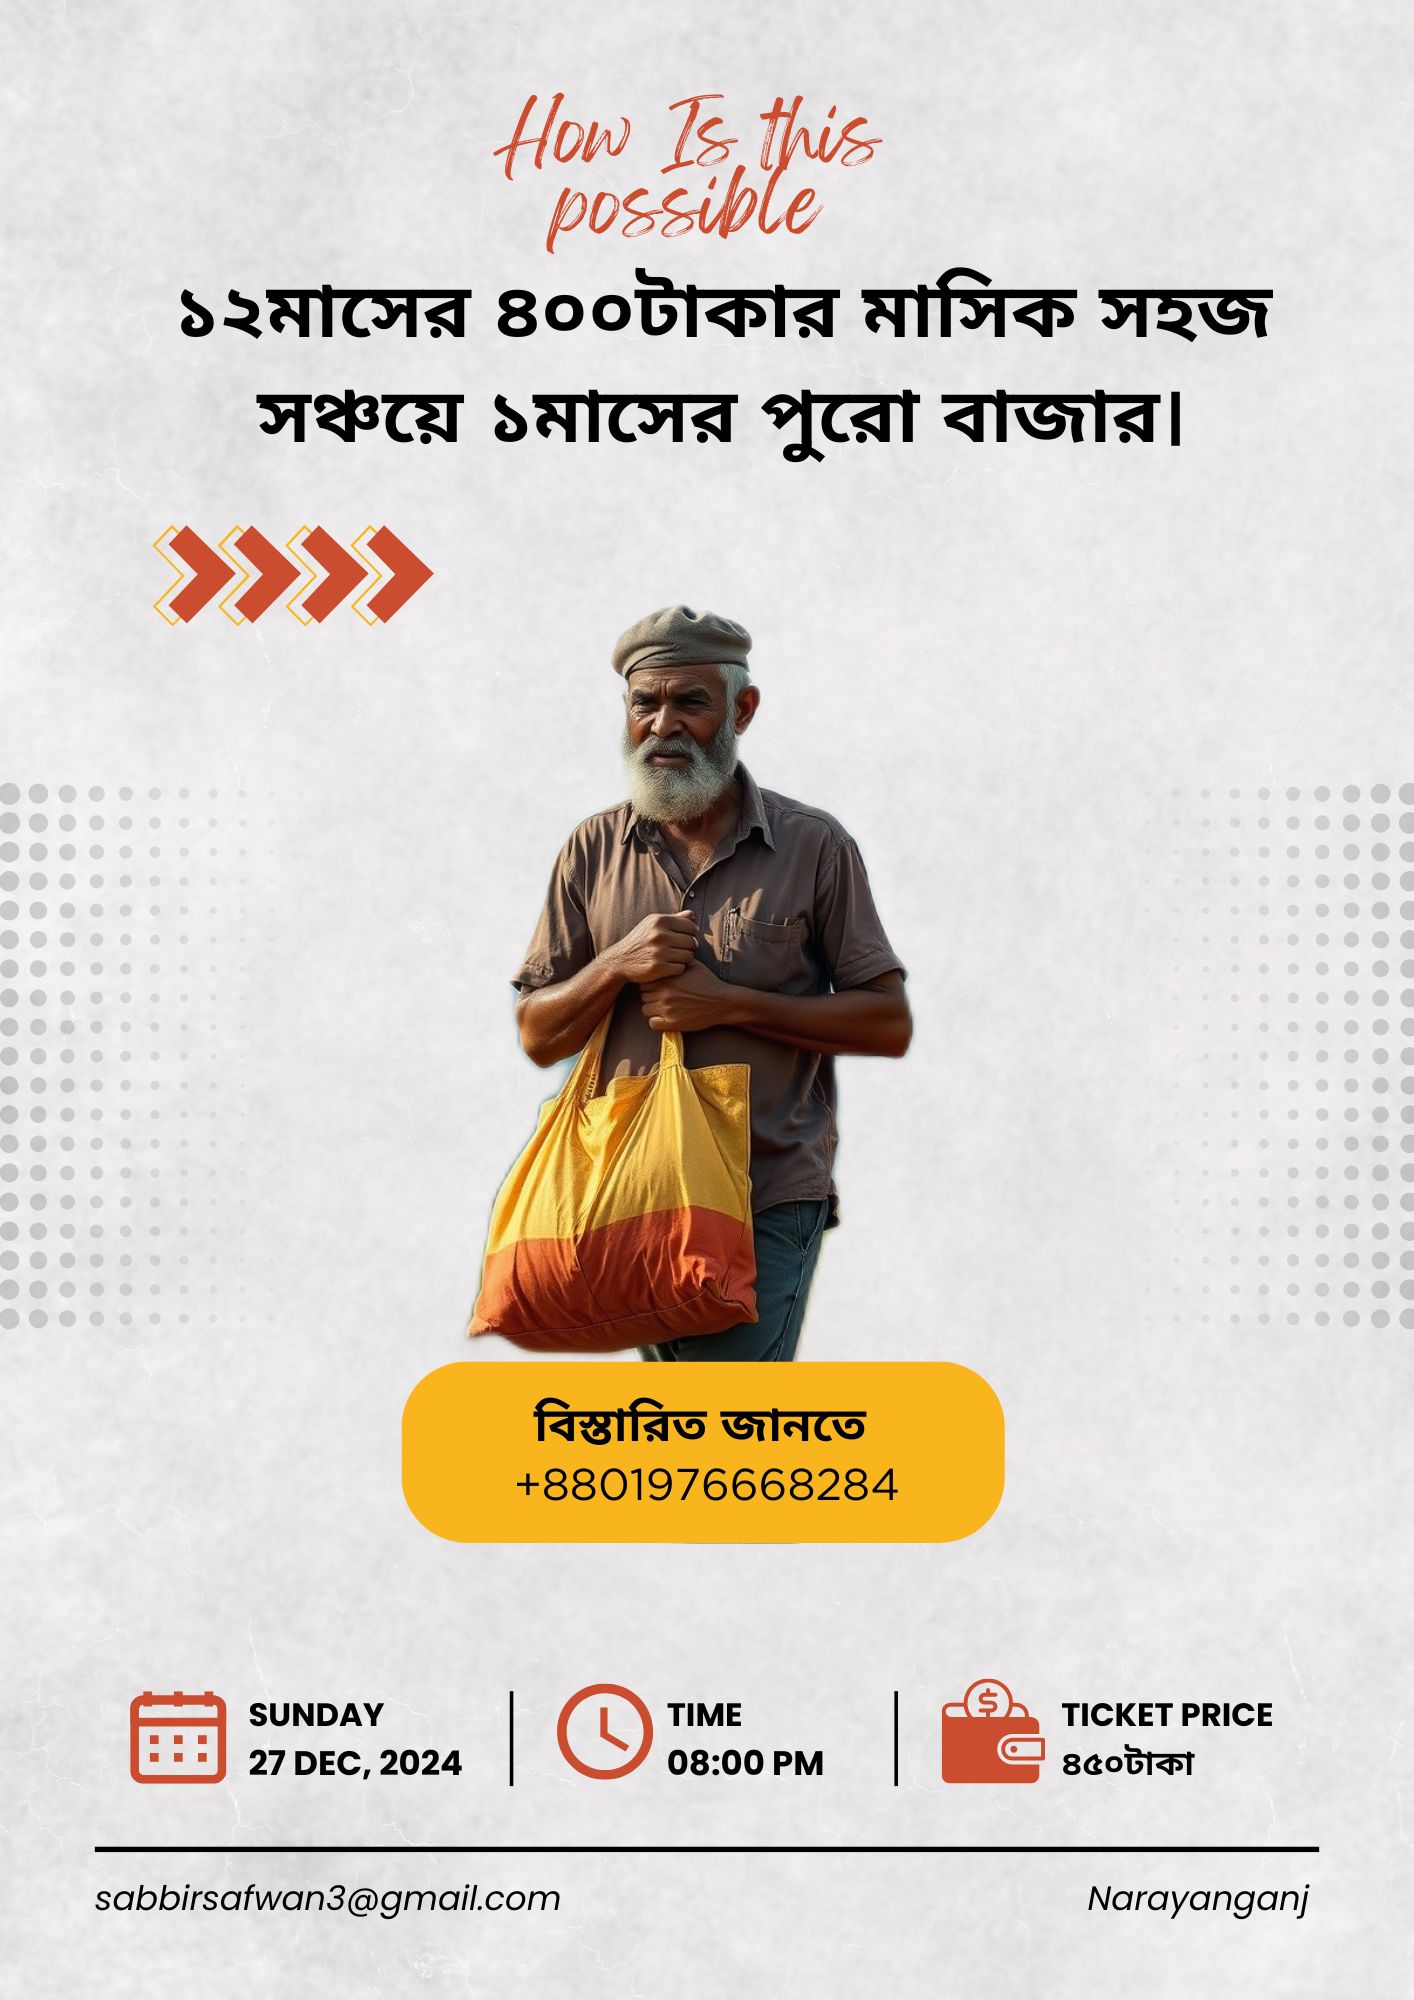 How Is this
possible
১২মাসের ৪০০টাকার মাসিক সহজ
সঞ্চয়ে ১মাসের পুরো বাজার।
বিস্তারিত জানতে
+8801976668284
SUNDAY
27 DEC, 2024
TIME
08:00 PM
TICKET PRICE
৪৫০টাকা
sabbirsafwan3@gmail.com
Narayanganj